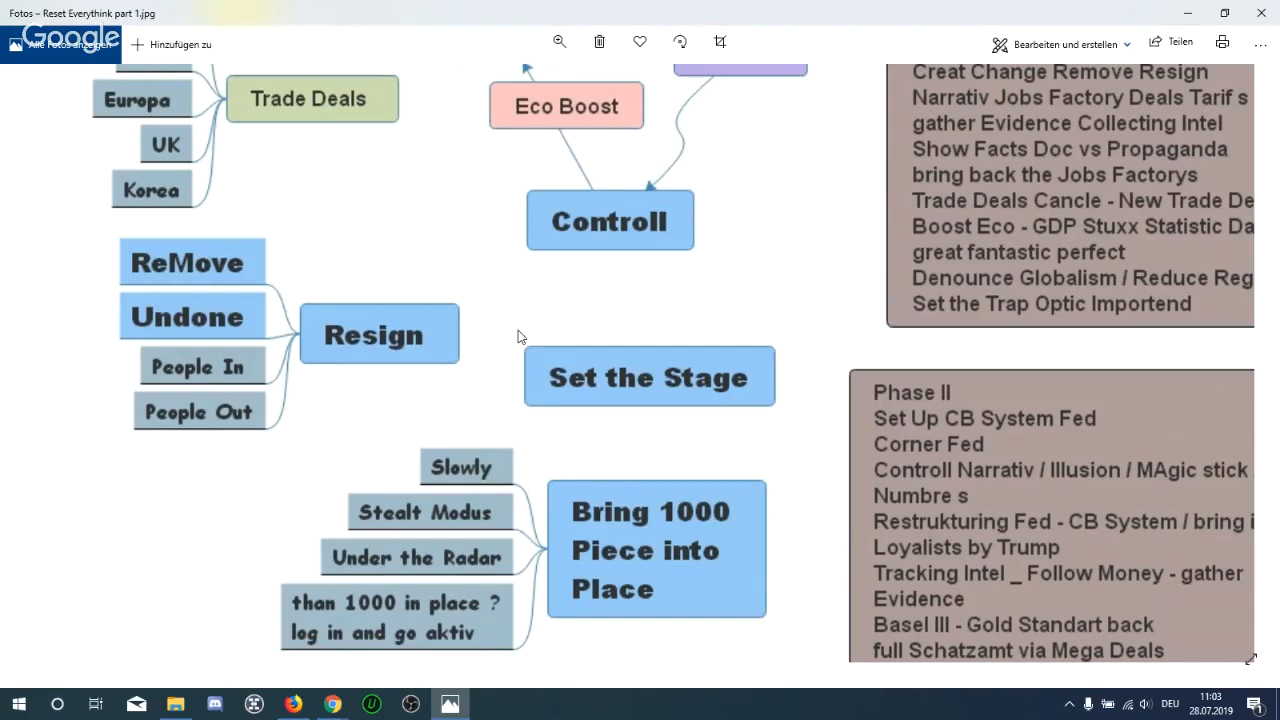 Fotos – Reset Everythink part 1.jpg
Google
Alle Fotos anzeigen
Hinzufügen zu
Bearbeiten und erstellen
Teilen
Europa
UK
Korea
Trade Deals
Eco Boost
Controll
ReMove
Undone
People In
People Out
Resign
Set the Stage
Slowly
Stealt Modus
Under the Radar
than 1000 in place ?
log in and go aktiv
Bring 1000
Piece into
Place
Creat Change Remove Resign
Narrativ Jobs Factory Deals Tarif s
gather Evidence Collecting Intel
Show Facts Doc vs Propaganda
bring back the Jobs Factorys
Trade Deals Cancle - New Trade De
Boost Eco - GDP Stuxx Statistic Da
great fantastic perfect
Denounce Globalism / Reduce Reg
Set the Trap Optic Importend
Phase II
Set Up CB System Fed
Corner Fed
Controll Narrativ / Illusion / MAgic stick
Numbre s
Restrukturing Fed - CB System / bring i
Loyalists by Trump
Tracking Intel _ Follow Money - gather
Evidence
Basel III - Gold Standart back
full Schatzamt via Mega Deals
DEU
11:03
28.07.2019